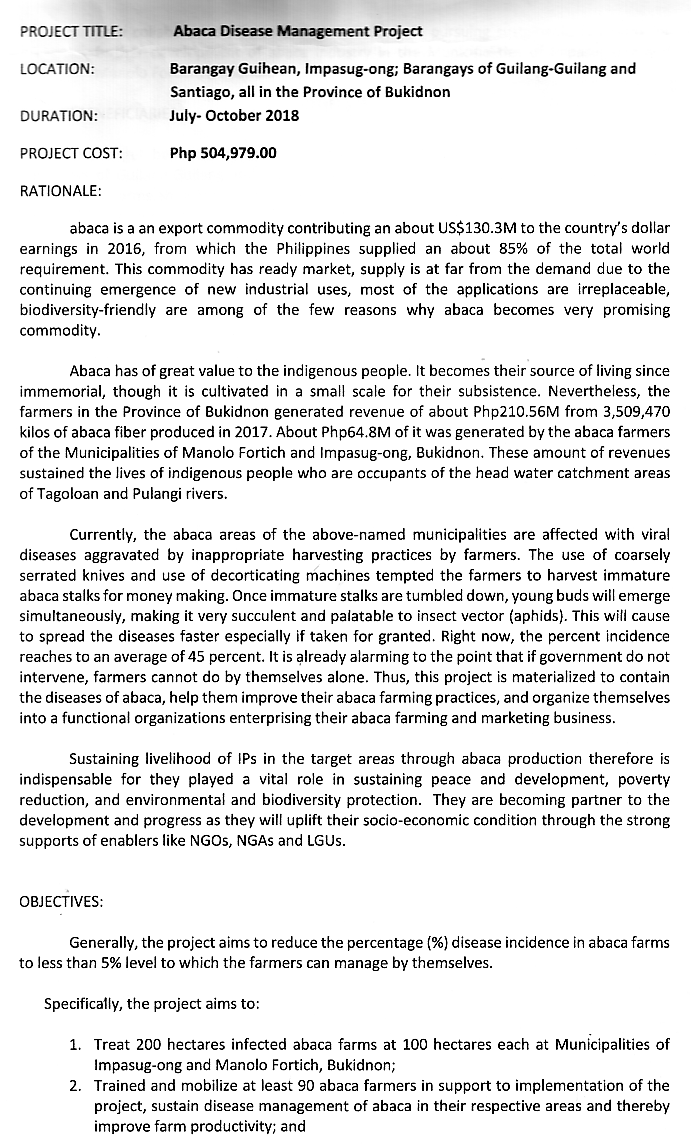 PROJECT TITLE: Abaca Disease Management Project
LOCATION: Barangay Guihean, Impasug-ong; Barangays of Guilang-Guilang and
Santiago, all in the Province of Bukidnon
DURATION: July- October 2018
PROJECT COST: Php 504,979.00
RATIONALE:
abaca is a an export commodity contributing an about US$130.3M to the country's dollar
earnings in 2016, from which the Philippines supplied an about 85% of the total world
requirement. This commodity has ready market, supply is at far from the demand due to the
continuing emergence of new industrial uses, most of the applications are irreplaceable,
biodiversity-friendly are among of the few reasons why abaca becomes very promising
commodity.
Abaca has of great value to the indigenous people. It becomes their source of living since
immemorial, though it is cultivated in a small scale for their subsistence. Nevertheless, the
farmers in the Province of Bukidnon generated revenue of about Php210.56M from 3,509,470
kilos of abaca fiber produced in 2017. About Php64.8M of it was generated by the abaca farmers
of the Municipalities of Manolo Fortich and Impasug-ong, Bukidnon. These amount of revenues
sustained the lives of indigenous people who are occupants of the head water catchment areas
of Tagoloan and Pulangi rivers.
Currently, the abaca areas of the above-named municipalities are affected with viral
diseases aggravated by inappropriate harvesting practices by farmers. The use of coarsely
serrated knives and use of decorticating machines tempted the farmers to harvest immature
abaca stalks for money making. Once immature stalks are tumbled down, young buds will emerge
simultaneously, making it very succulent and palatable to insect vector (aphids). This will cause
to spread the diseases faster especially if taken for granted. Right now, the percent incidence
reaches to an average of 45 percent. It is already alarming to the point that if government do not
intervene, farmers cannot do by themselves alone. Thus, this project is materialized to contain
the diseases of abaca, help them improve their abaca farming practices, and organize themselves
into a functional organizations enterprising their abaca farming and marketing business.
Sustaining livelihood of IPs in the target areas through abaca production therefore is
indispensable for they played a vital role in sustaining peace and development, poverty
reduction, and environmental and biodiversity protection. They are becoming partner to the
development and progress as they will uplift their socio-economic condition through the strong
supports of enablers like NGOs, NGAs and LGUs.
OBJECTIVES:
Generally, the project aims to reduce the percentage (%) disease incidence in abaca farms
to less than 5% level to which the farmers can manage by themselves.
Specifically, the project aims to:
1. Treat 200 hectares infected abaca farms at 100 hectares each at Municipalities of
Impasug-ong and Manolo Fortich, Bukidnon;
2. Trained and mobilize at least 90 abaca farmers in support to implementation of the
project, sustain disease management of abaca in their respective areas and thereby
improve farm productivity; and